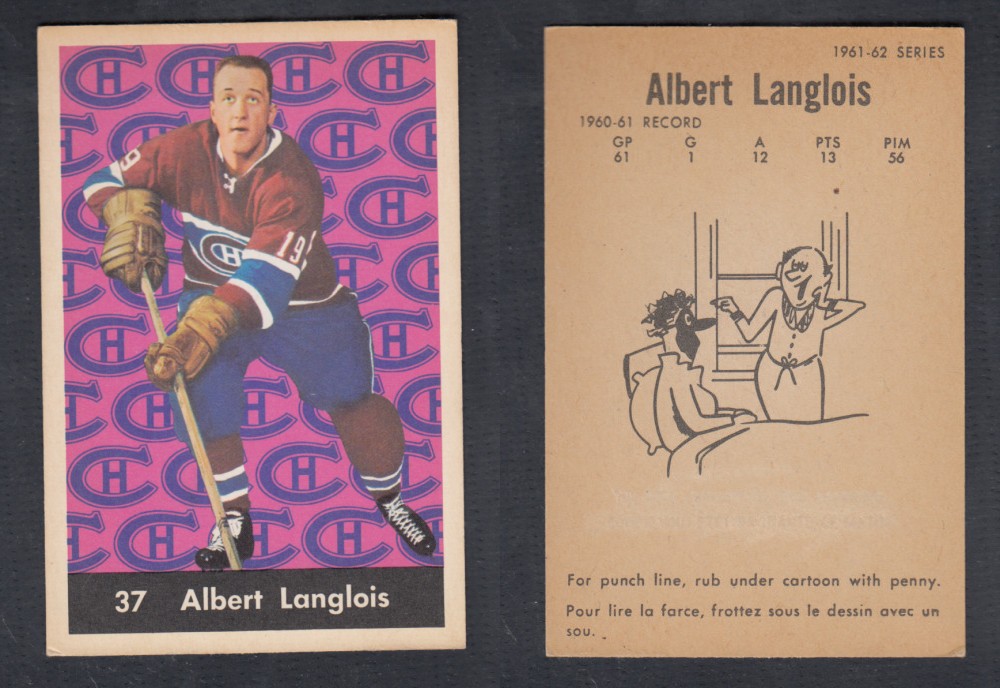 19
19
37 Albert Langlois
1961-62 SERIES
Albert Langlois
1960-61 RECORD
GP G A PTS PIM
61 1 12 13 56
For punch line, rub under cartoon with penny.
Pour lire la farce, frottez sous le dessin avec un
sou.